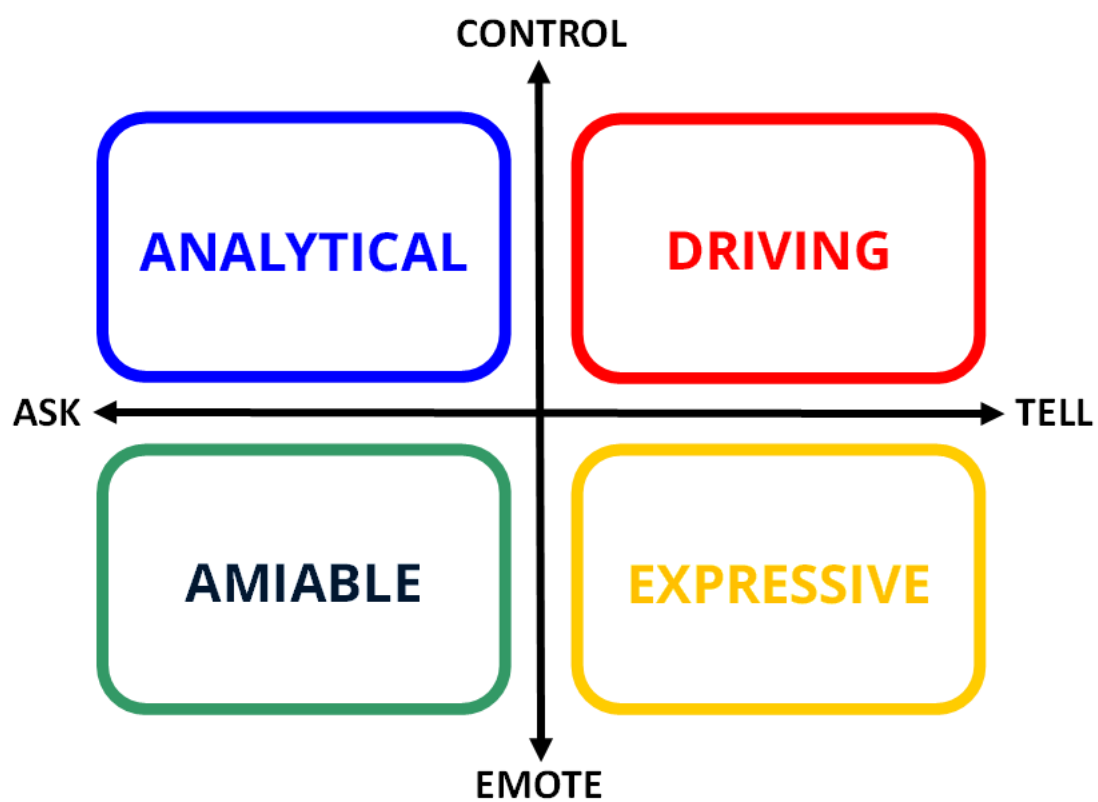 CONTROL
ANALYTICAL
DRIVING
ASK
TELL
AMIABLE
EXPRESSIVE
EMOTE